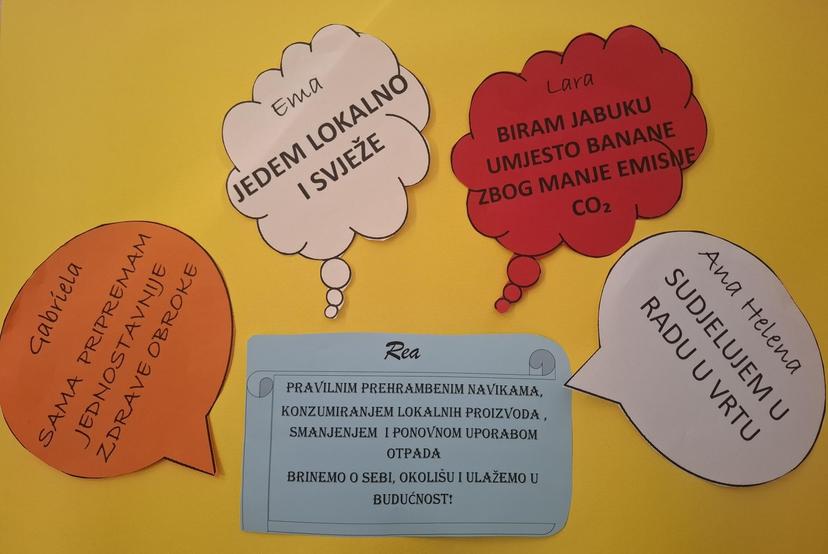 Ema
JEDEM LOKALNO
I SVJEŽE
Lara
BIRAM JABUKU
UMJESTO BANANE
ZBOG MANJE EMISNE
CO₂
Gabriela
SAMA PRIPREMAM
JEDNOSTAVNIJE
ZDRAVE OBROKE
Rea
PRAVILNIM PREHRAMBENIM NAVIKAMA,
KONZUMIRANJEM LOKALNIH PROIZVODA ,
SMANJENJEM I PONOVNOM UPORABOM
OTPADA
BRINEMO O SEBI, OKOLIŠU I ULAŽEMO U
BUDUĆNOST!
Ana Helena
SUDJELUJEM U
RADU U VRTU